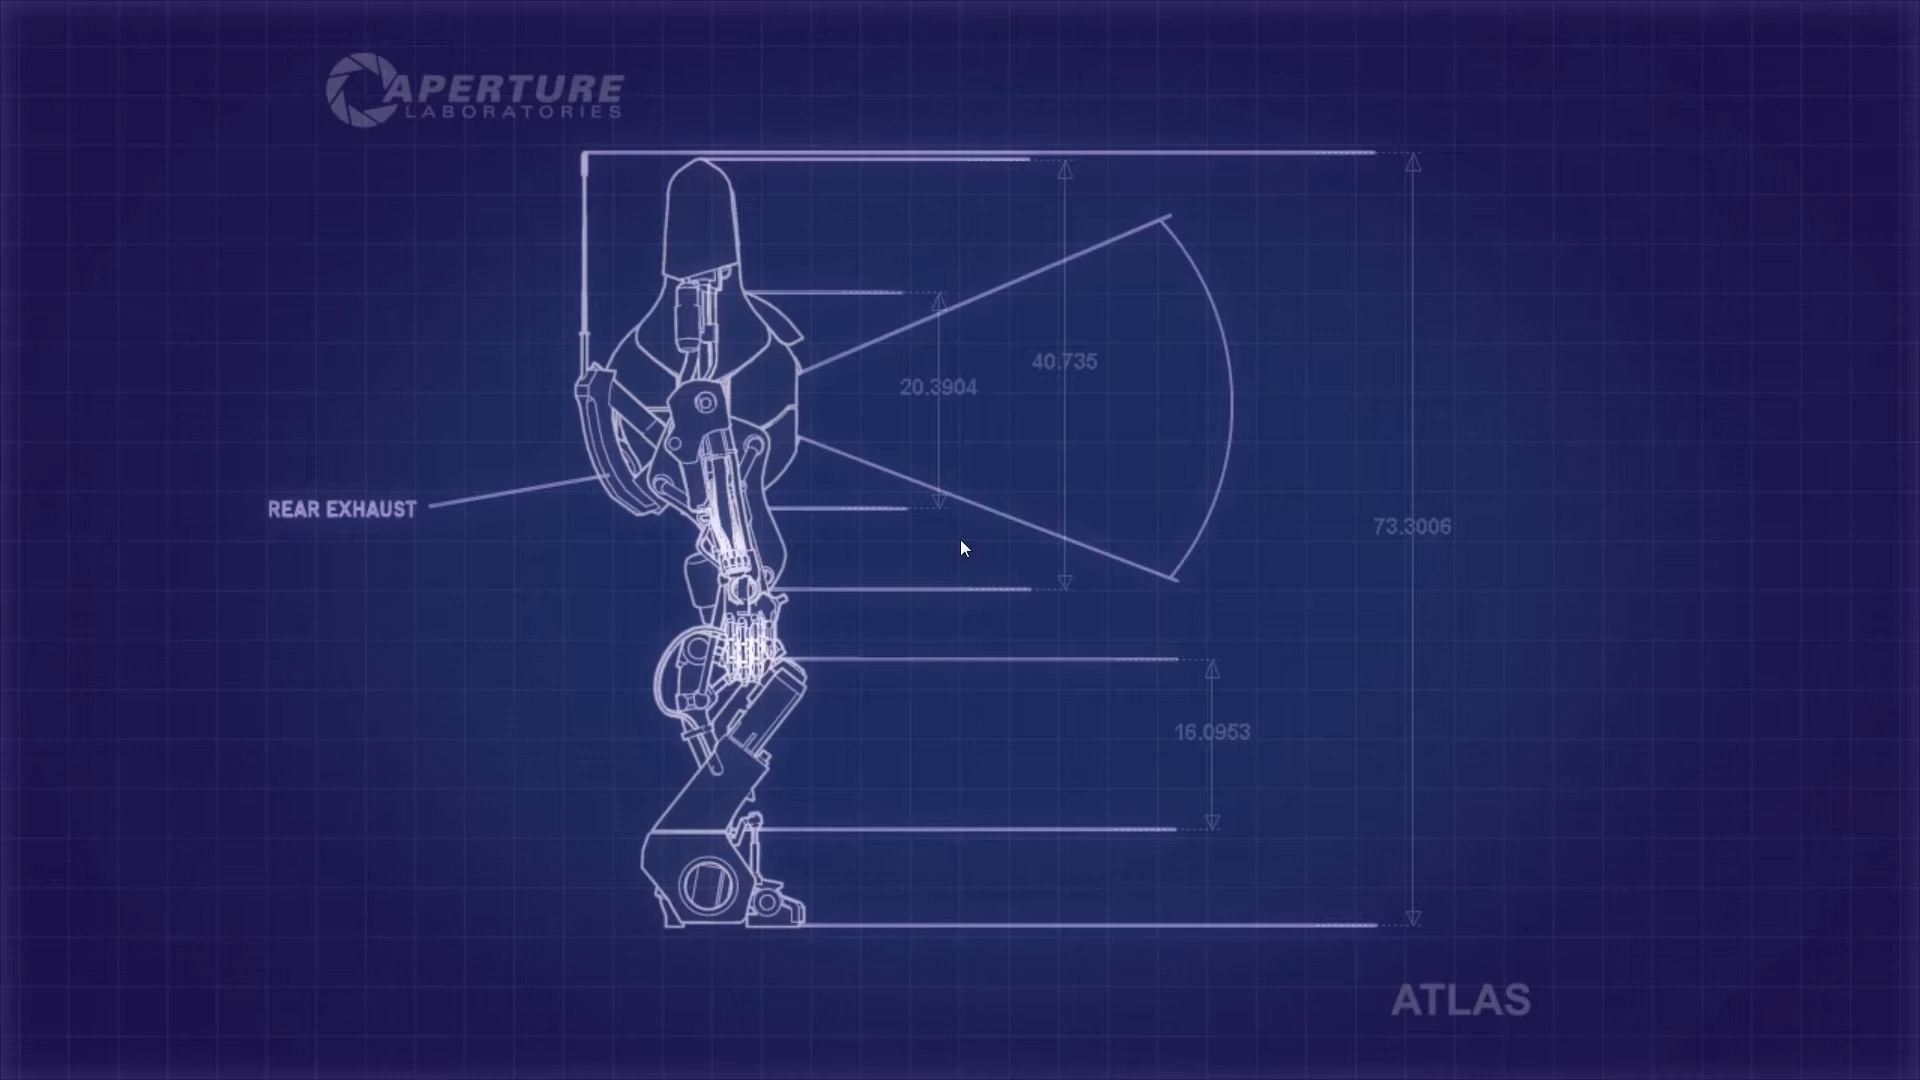 APERTURE
LABORATORIES
40.735
20.3904
REAR EXHAUST
73.3006
16.0953
ATLAS